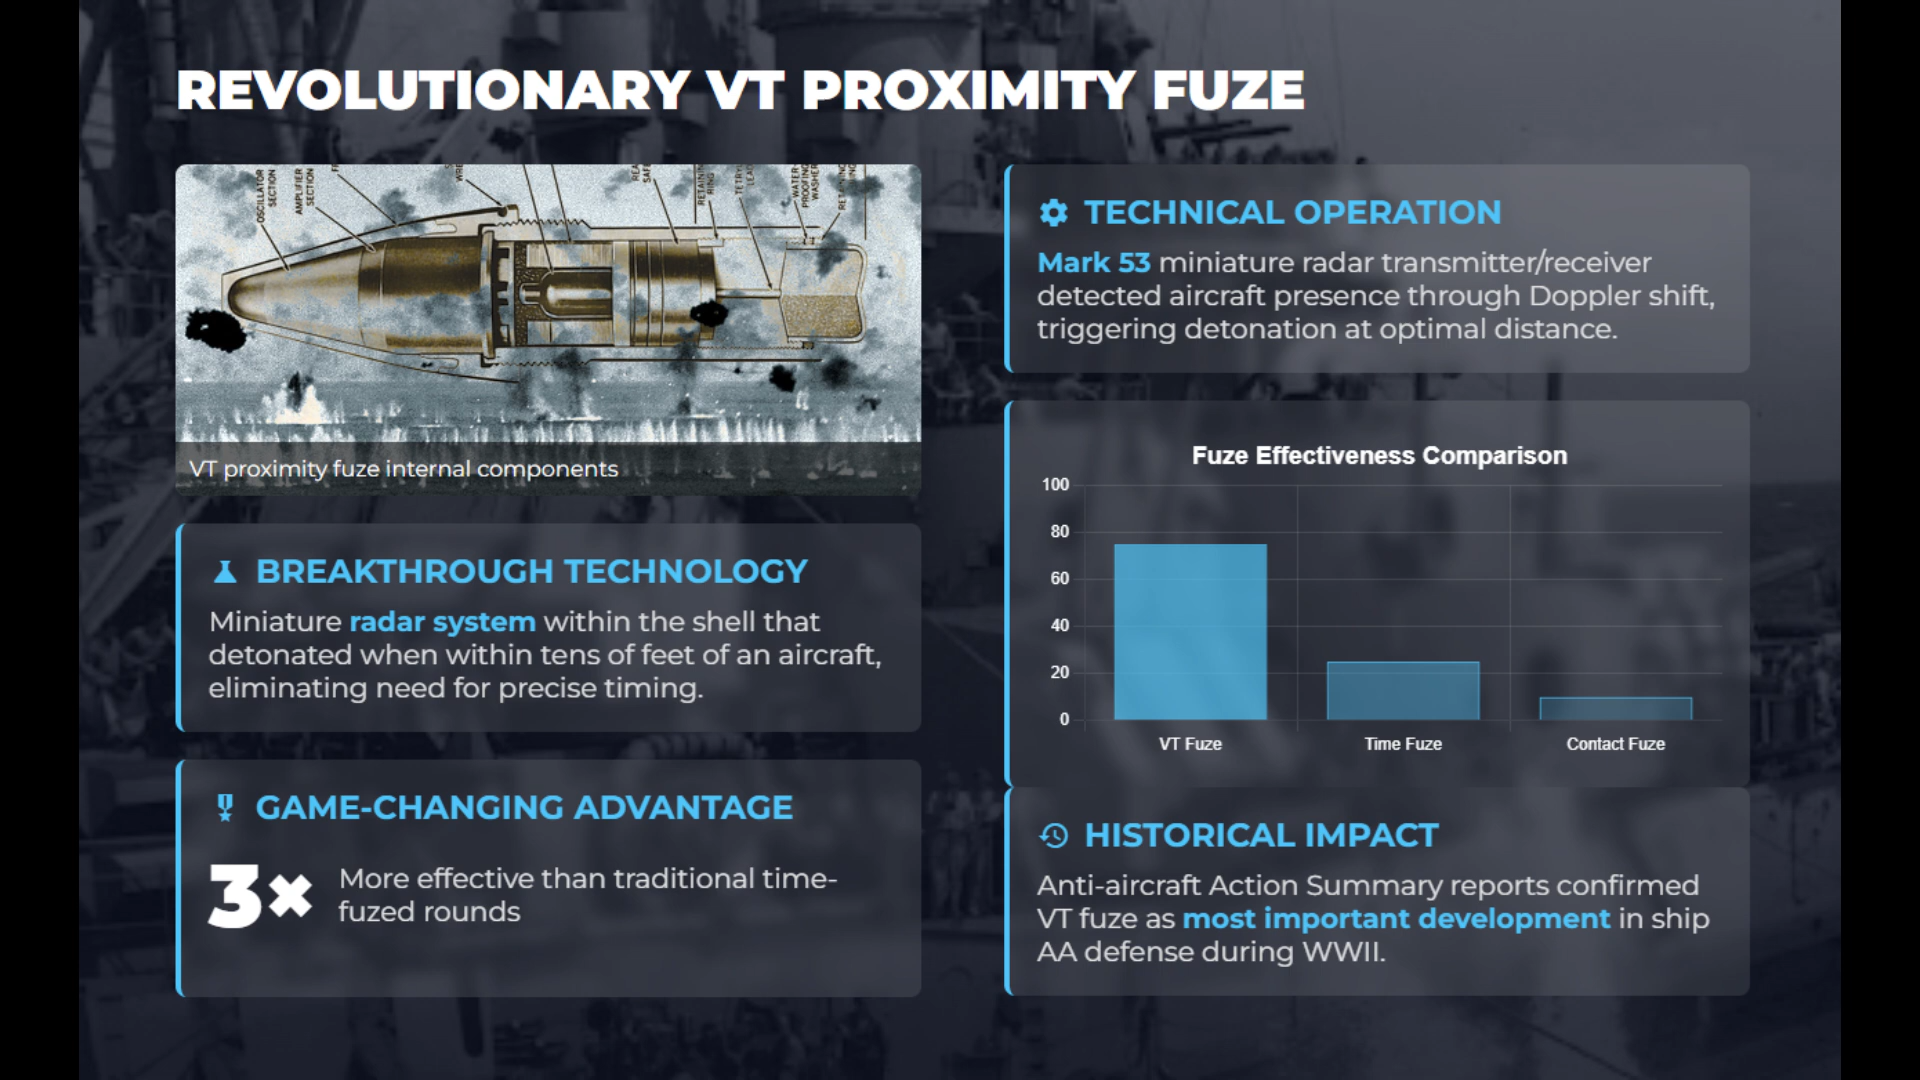 REVOLUTIONARY VT PROXIMITY FUZE
OSCILLATOR
SECTION
AMPLIFIER
SECTION
VT proximity fuze internal components
BREAKTHROUGH TECHNOLOGY
Miniature radar system within the shell that
detonated when within tens of feet of an aircraft,
eliminating need for precise timing.
GAME-CHANGING ADVANTAGE
3×
More effective than traditional time-
fuzed rounds
TECHNICAL OPERATION
Mark 53 miniature radar transmitter/receiver
detected aircraft presence through Doppler shift,
triggering detonation at optimal distance.
Fuze Effectiveness Comparison
100
80
60
40
20
0
VT Fuze
Time Fuze
Contact Fuze
HISTORICAL IMPACT
Anti-aircraft Action Summary reports confirmed
VT fuze as most important development in ship
AA defense during WWII.